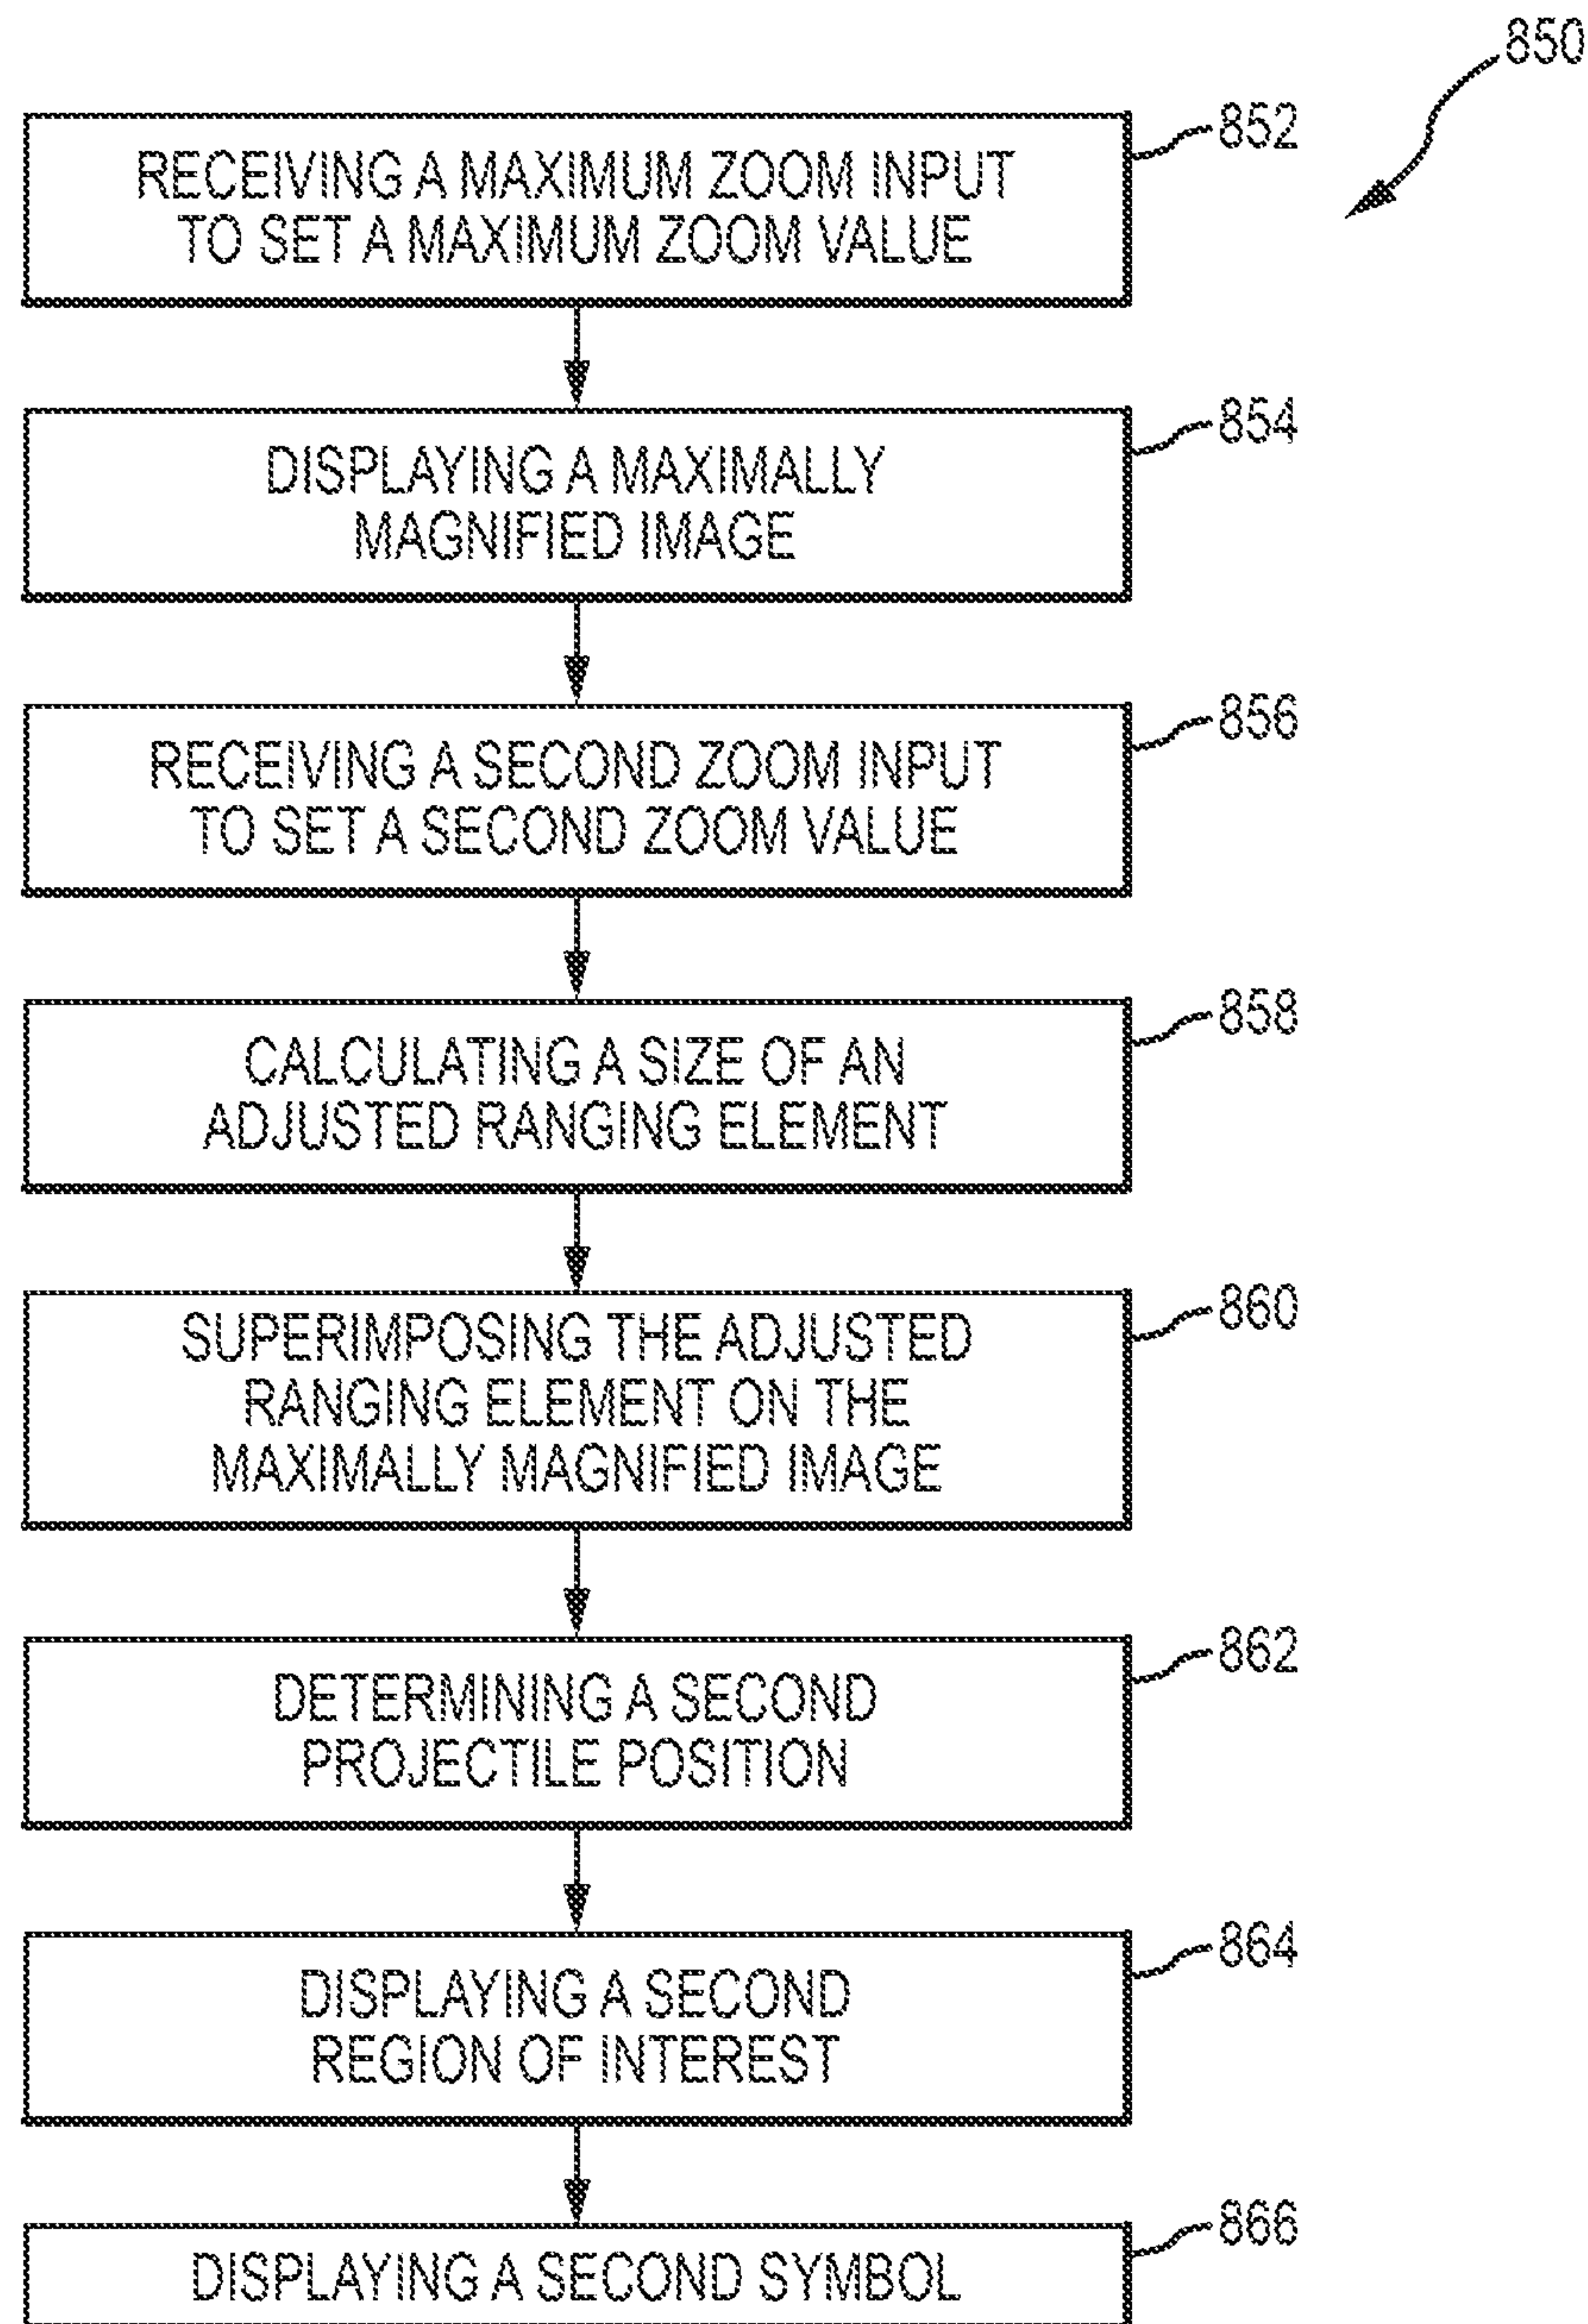 850
852
RECEIVING A MAXIMUM ZOOM INPUT
TO SET A MAXIMUM ZOOM VALUE
854
DISPLAYING A MAXIMALLY
MAGNIFIED IMAGE
856
RECEIVING A SECOND ZOOM INPUT
TO SET A SECOND ZOOM VALUE
858
CALCULATING A SIZE OF AN
ADJUSTED RANGING ELEMENT
860
SUPERIMPOSING THE ADJUSTED
RANGING ELEMENT ON THE
MAXIMALLY MAGNIFIED IMAGE
862
DETERMINING A SECOND
PROJECTILE POSITION
864
DISPLAYING A SECOND
REGION OF INTEREST
866
DISPLAYING A SECOND SYMBOL